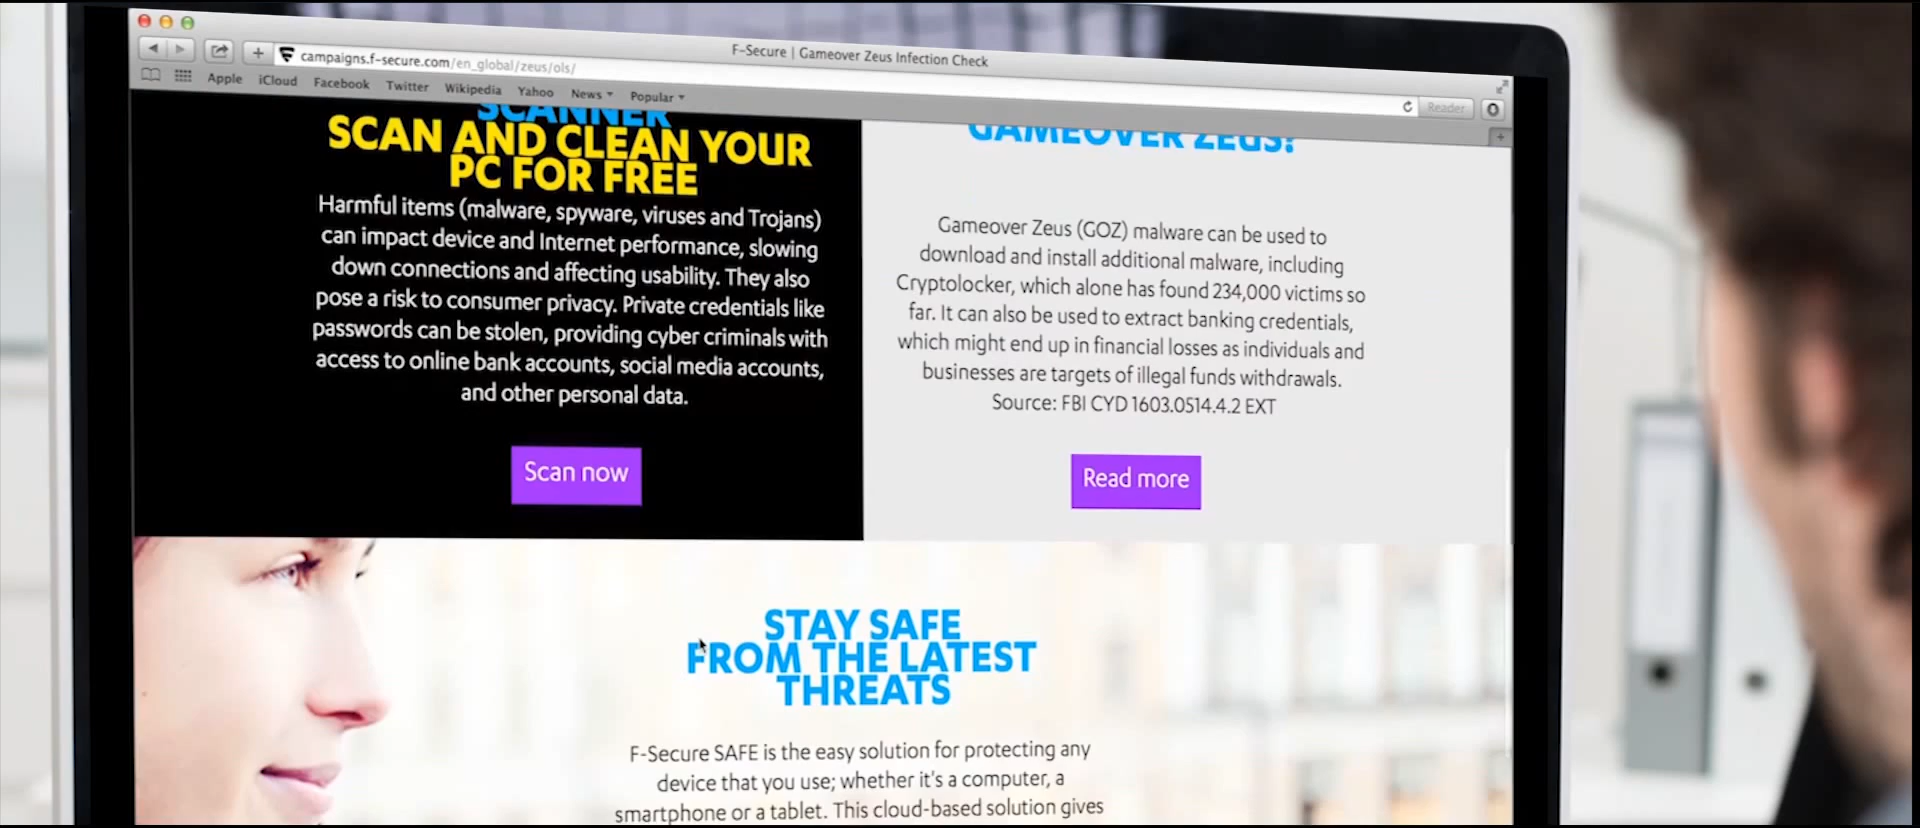 F-Secure | Gameover Zeus Infection Check
campaigns.f-secure.com/en_global/zeus/ols/
Reader
Apple iCloud Facebook Twitter Wikipedia Yahoo News Popular
SCANNER
SCAN AND CLEAN YOUR
PC FOR FREE
Harmful items (malware, spyware, viruses and Trojans)
can impact device and Internet performance, slowing
down connections and affecting usability. They also
pose a risk to consumer privacy. Private credentials like
passwords can be stolen, providing cyber criminals with
access to online bank accounts, social media accounts,
and other personal data.
Scan now
GAMEOVER ZEUS?
Gameover Zeus (GOZ) malware can be used to
download and install additional malware, including
Cryptolocker, which alone has found 234,000 victims so
far. It can also be used to extract banking credentials,
which might end up in financial losses as individuals and
businesses are targets of illegal funds withdrawals.
Source: FBI CYD 1603.0514.4.2 EXT
Read more
STAY SAFE
FROM THE LATEST
THREATS
F-Secure SAFE is the easy solution for protecting any
device that you use; whether it's a computer, a
smartphone or a tablet. This cloud-based solution gives